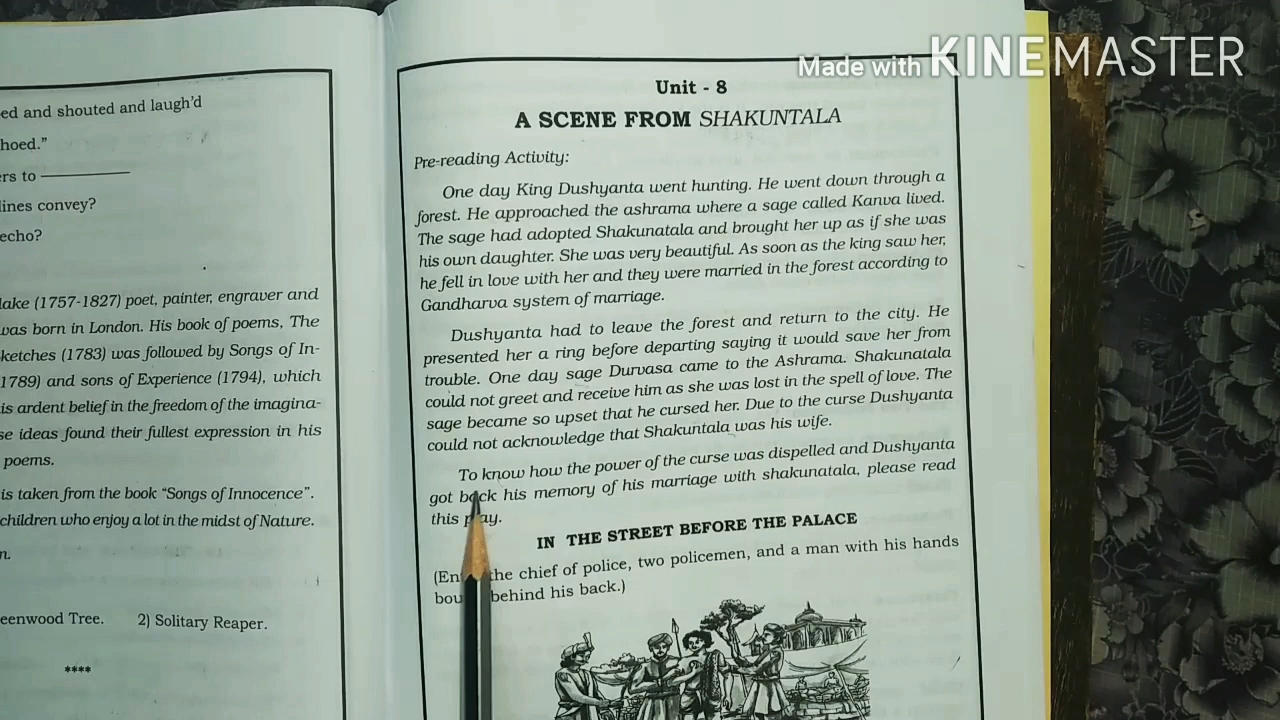 Made with KINEMASTER
ed and shouted and laugh'd
hoed."
ers to
lines convey?
echo?
lake (1757-1827) poet, painter, engraver and
was born in London. His book of poems, The
ketches (1783) was followed by Songs of In-
1789) and sons of Experience (1794), which
is ardent belief in the freedom of the imagina-
se ideas found their fullest expression in his
poems.
is taken from the book "Songs of Innocence".
children who enjoy a lot in the midst of Nature.
n.
eenwood Tree. 2) Solitary Reaper.
****
Unit - 8
A SCENE FROM SHAKUNTALA
Pre-reading Activity:
One day King Dushyanta went hunting. He went down through a
forest. He approached the ashrama where a sage called Kanva lived.
The sage had adopted Shakunatala and brought her up as if she was
his own daughter. She was very beautiful. As soon as the king saw her,
he fell in love with her and they were married in the forest according to
Gandharva system of marriage.
Dushyanta had to leave the forest and return to the city. He
presented her a ring before departing saying it would save her from
trouble. One day sage Durvasa came to the Ashrama. Shakunatala
could not greet and receive him as she was lost in the spell of love. The
sage became so upset that he cursed her. Due to the curse Dushyanta
could not acknowledge that Shakuntala was his wife.
To know how the power of the curse was dispelled and Dushyanta
got back his memory of his marriage with shakunatala, please read
this play.
IN THE STREET BEFORE THE PALACE
(En the chief of police, two policemen, and a man with his hands
bou behind his back.)